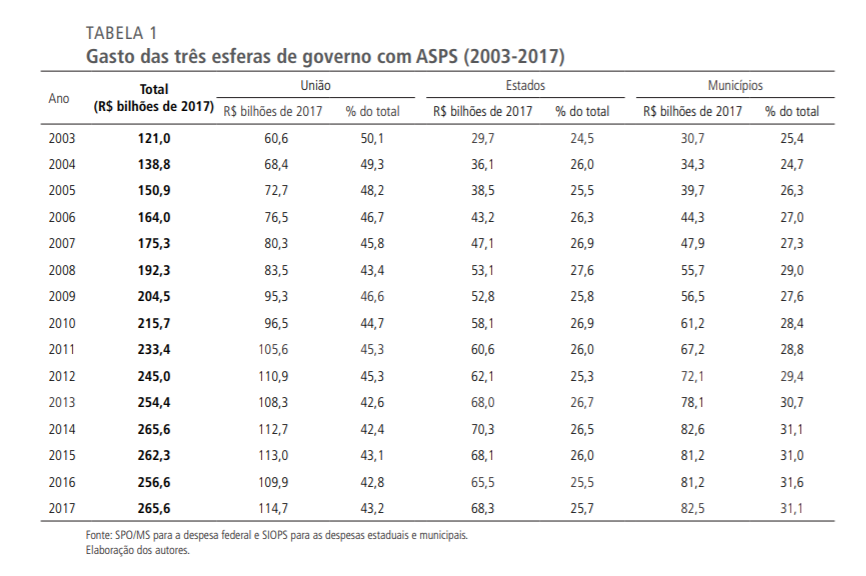 TABELA 1
Gasto das três esferas de governo com ASPS (2003-2017)
Ano Total (R$ bilhões de 2017) União Estados Municípios
R$ bilhões de 2017 % do total R$ bilhões de 2017 % do total R$ bilhões de 2017 % do total
2003 121,0 60,6 50,1 29,7 24,5 30,7 25,4
2004 138,8 68,4 49,3 36,1 26,0 34,3 24,7
2005 150,9 72,7 48,2 38,5 25,5 39,7 26,3
2006 164,0 76,5 46,7 43,2 26,3 44,3 27,0
2007 175,3 80,3 45,8 47,1 26,9 47,9 27,3
2008 192,3 83,5 43,4 53,1 27,6 55,7 29,0
2009 204,5 95,3 46,6 52,8 25,8 56,5 27,6
2010 215,7 96,5 44,7 58,1 26,9 61,2 28,4
2011 233,4 105,6 45,3 60,6 26,0 67,2 28,8
2012 245,0 110,9 45,3 62,1 25,3 72,1 29,4
2013 254,4 108,3 42,6 68,0 26,7 78,1 30,7
2014 265,6 112,7 42,4 70,3 26,5 82,6 31,1
2015 262,3 113,0 43,1 68,1 26,0 81,2 31,0
2016 256,6 109,9 42,8 65,5 25,5 81,2 31,6
2017 265,6 114,7 43,2 68,3 25,7 82,5 31,1
Fonte: SPO/MS para a despesa federal e SIOPS para as despesas estaduais e municipais.
Elaboração dos autores.